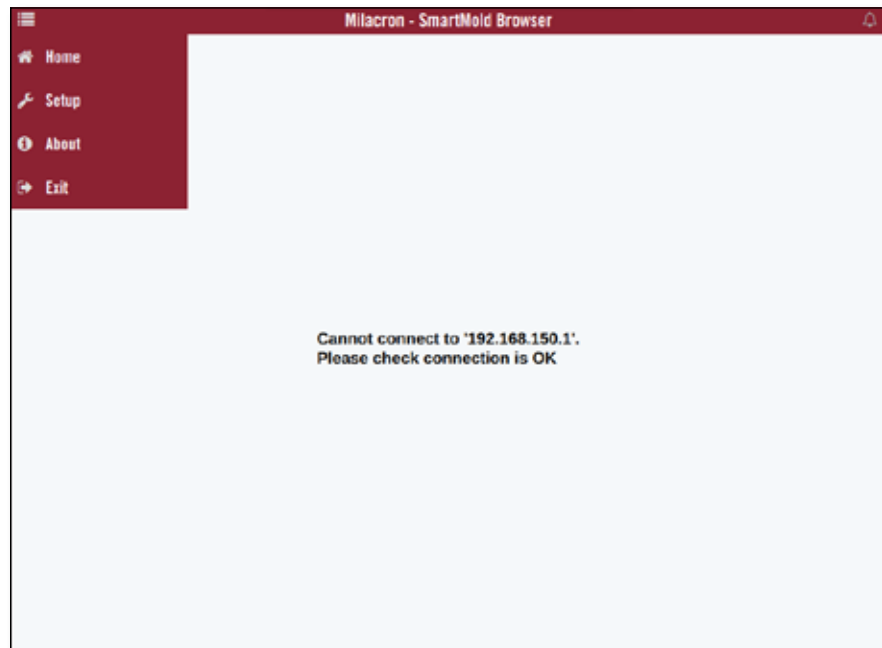 Milacron - SmartMold Browser
Home
Setup
About
Exit
Cannot connect to '192.168.150.1'.
Please check connection is OK